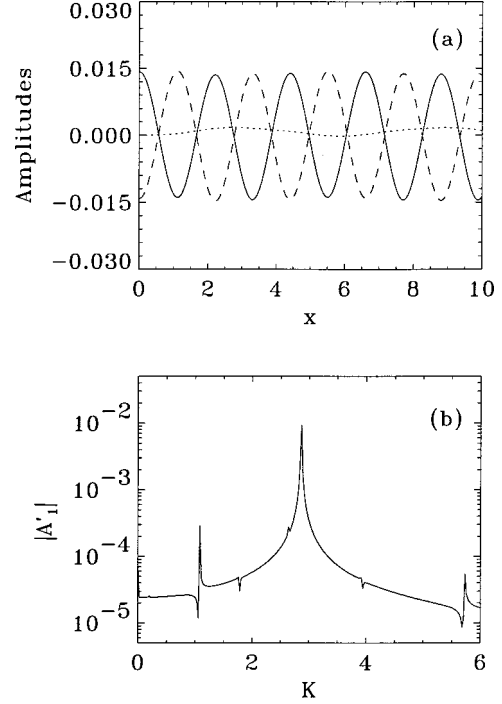 0.030
(a)
0.015
0.000
-0.015
-0.030
Amplitudes
0 2 4 6 8 10
x
(b)
10⁻²
10⁻³
10⁻⁴
10⁻⁵
|A'₁|
0 2 4 6
K